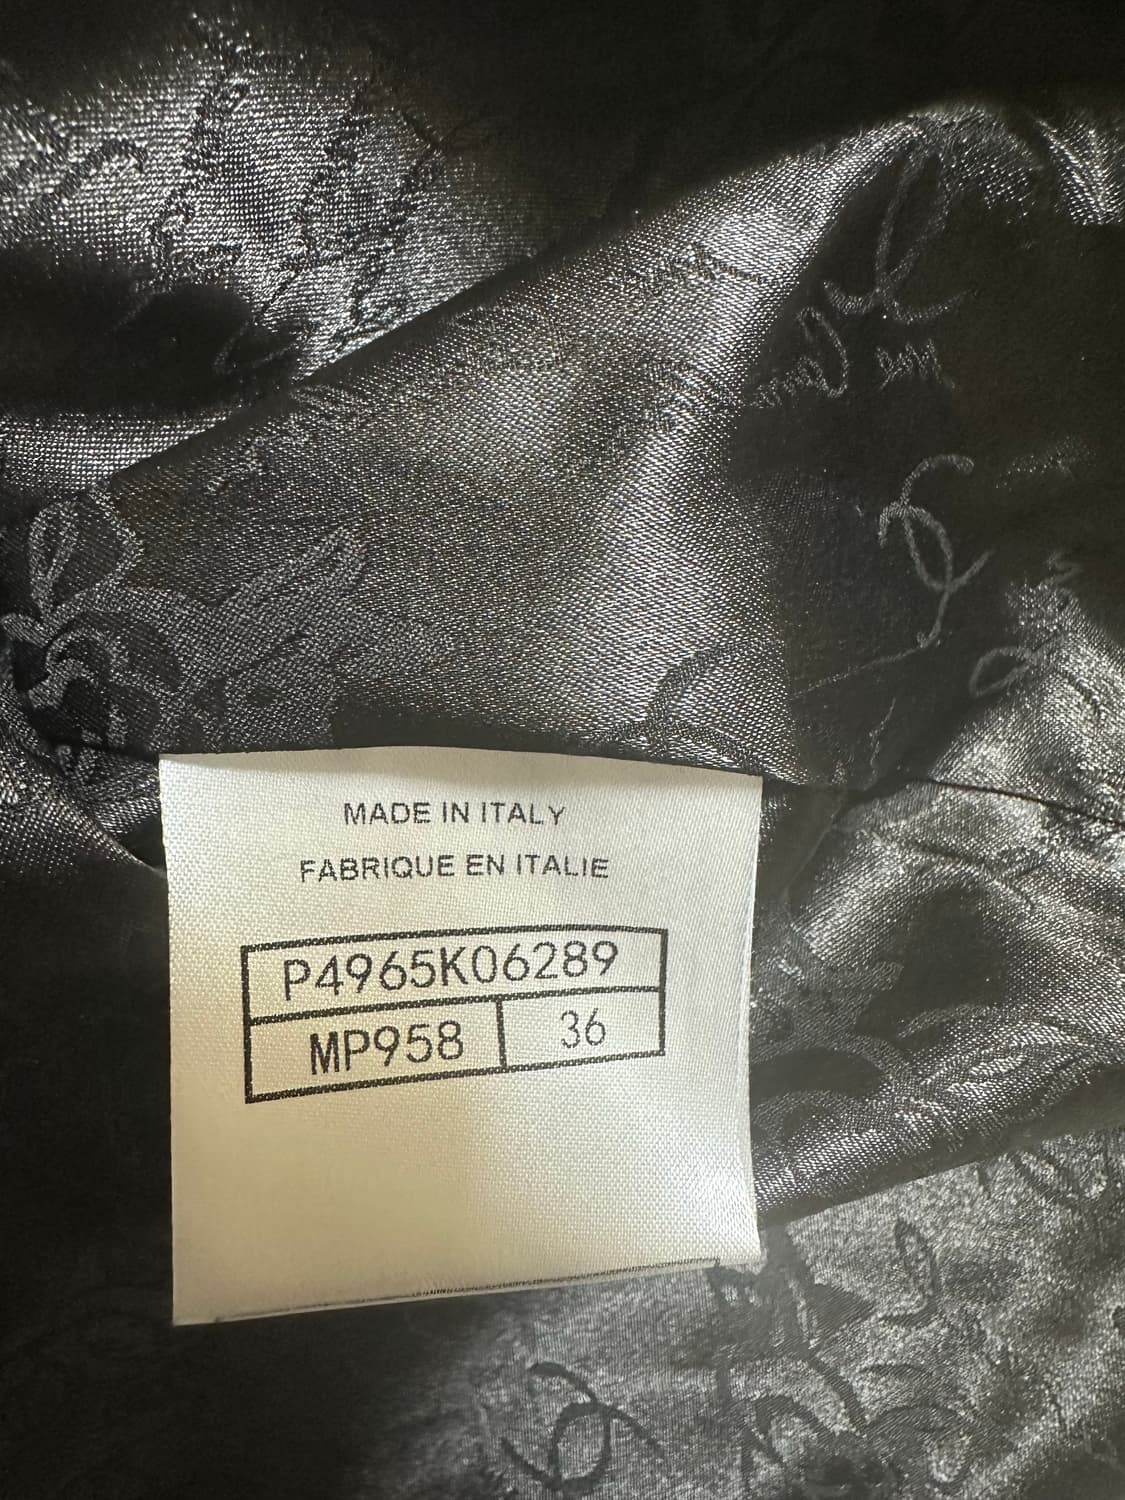 MADE IN ITALY
FABRIQUE EN ITALIE
P4965K06289
MP958 36